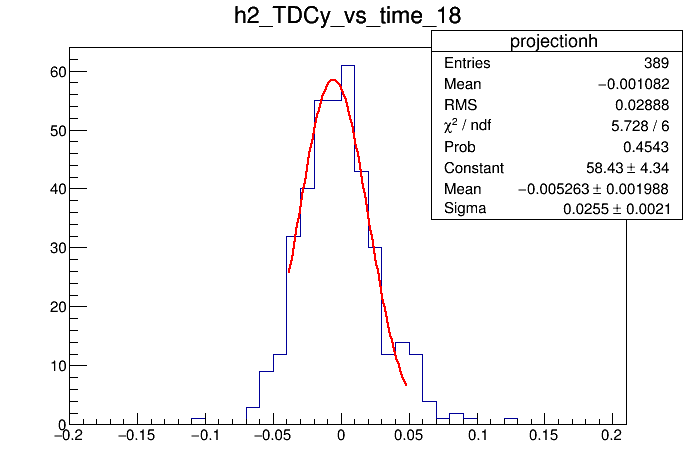 h2_TDCy_vs_time_18
projectionh
Entries 389
Mean −0.001082
RMS 0.02888
χ² / ndf 5.728 / 6
Prob 0.4543
Constant 58.43 ± 4.34
Mean −0.005263 ± 0.001988
Sigma 0.0255 ± 0.0021
60
50
40
30
20
10
0
−0.2 −0.15 −0.1 −0.05 0 0.05 0.1 0.15 0.2